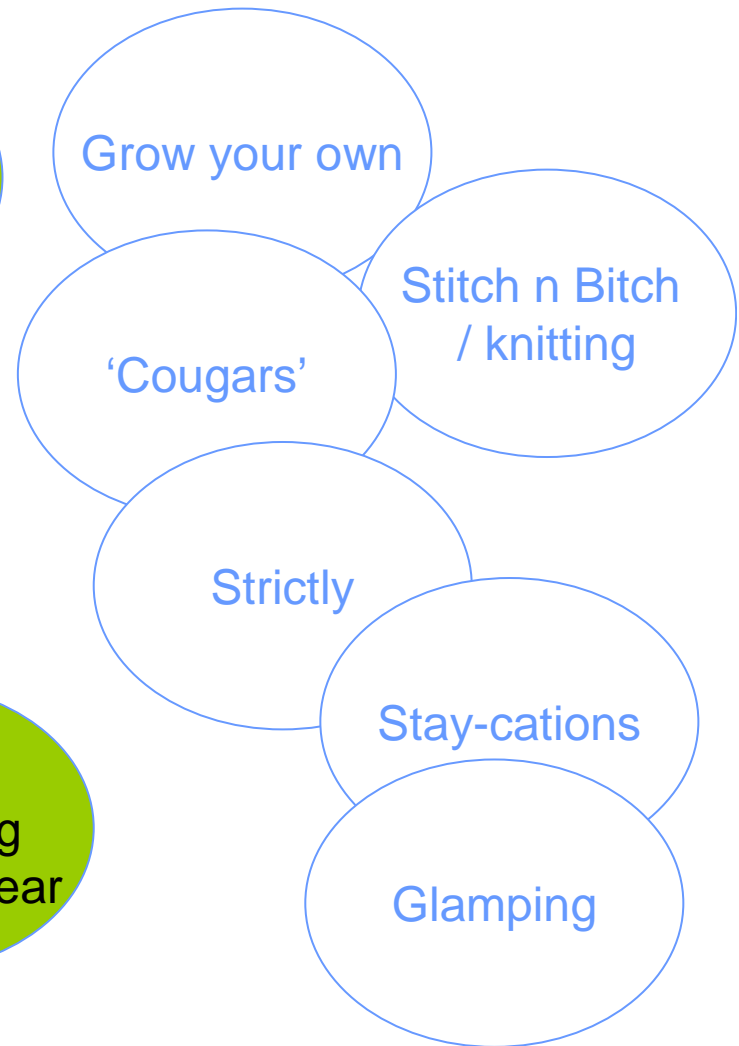 Grow your own
Stitch n Bitch
/ knitting
‘Cougars’
Strictly
Stay-cations
Glamping